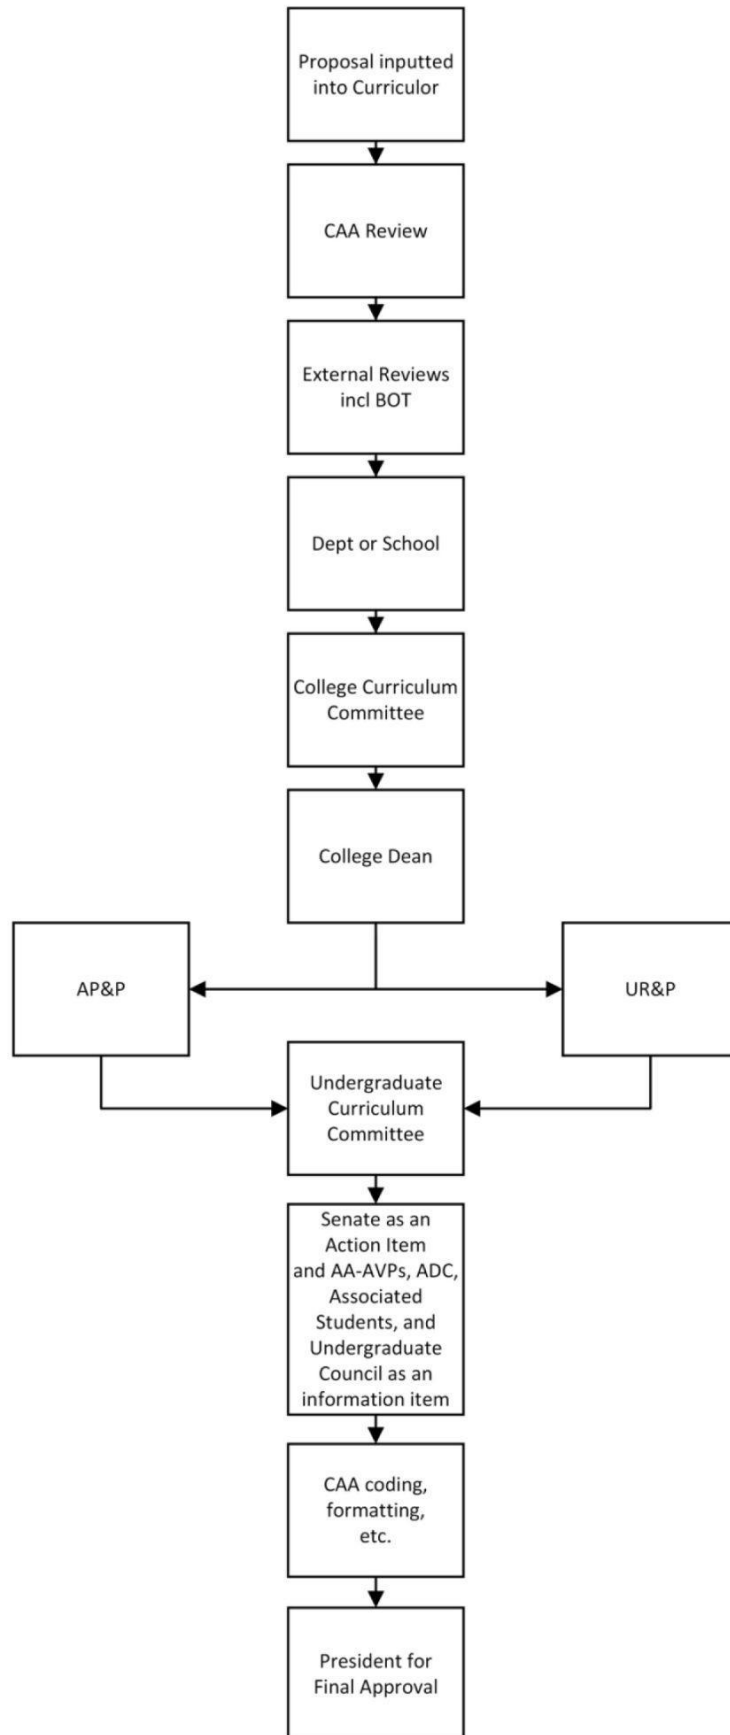 Proposal inputted
into Curriculor
CAA Review
External Reviews
incl BOT
Dept or School
College Curriculum
Committee
College Dean
AP&P
UR&P
Undergraduate
Curriculum
Committee
Senate as an
Action Item
and AA-AVPs, ADC,
Associated
Students, and
Undergraduate
Council as an
information item
CAA coding,
formatting,
etc.
President for
Final Approval